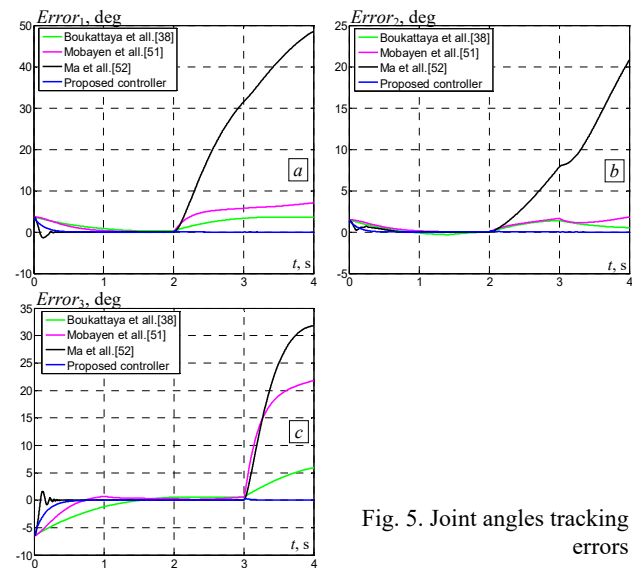 Error₁, deg
50
40
30
20
10
0
-10
Boukattaya et all.[38]
Mobayen et all.[51]
Ma et all.[52]
Proposed controller
a
t, s
0 1 2 3 4
Error₂, deg
25
20
15
10
5
0
-5
Boukattaya et all.[38]
Mobayen et all.[51]
Ma et all.[52]
Proposed controller
b
t, s
0 1 2 3 4
Error₃, deg
35
30
25
20
15
10
5
0
-5
-10
Boukattaya et all.[38]
Mobayen et all.[51]
Ma et all.[52]
Proposed controller
c
t, s
0 1 2 3 4
Fig. 5. Joint angles tracking
errors